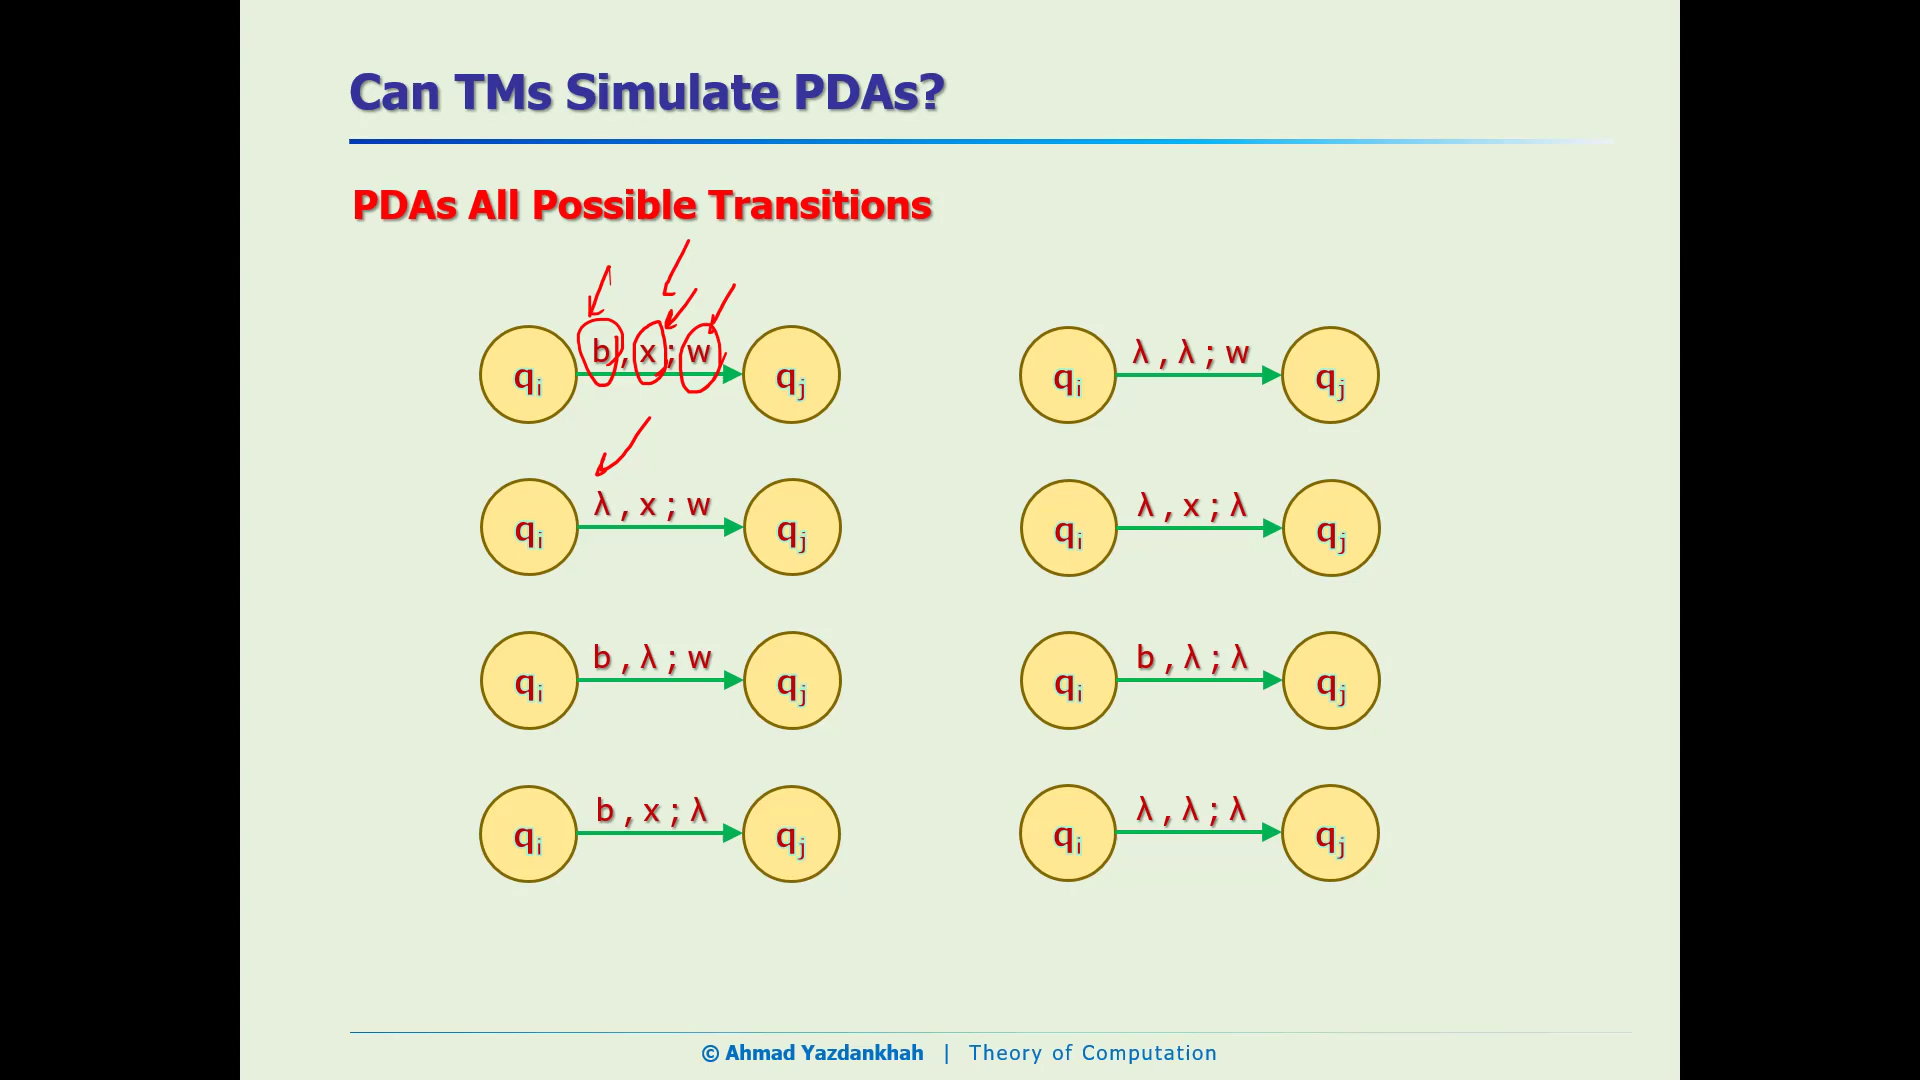 Can TMs Simulate PDAs?
PDAs All Possible Transitions
qi b , x ; w qj
qi λ , λ ; w qj
qi λ , x ; w qj
qi λ , x ; λ qj
qi b , λ ; w qj
qi b , λ ; λ qj
qi b , x ; λ qj
qi λ , λ ; λ qj
© Ahmad Yazdankhah | Theory of Computation